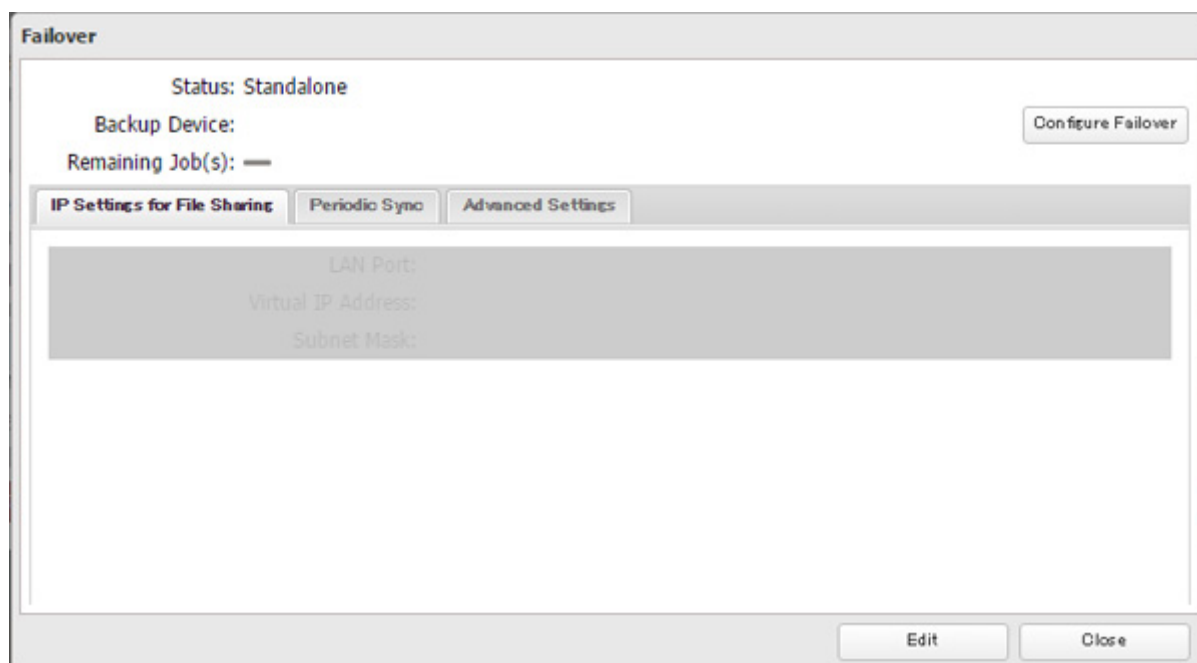 Failover
Status: Standalone
Backup Device:
Configure Failover
Remaining Job(s): —
IP Settings for File Sharing
Periodic Sync
Advanced Settings
LAN Port:
Virtual IP Address:
Subnet Mask:
Edit
Close